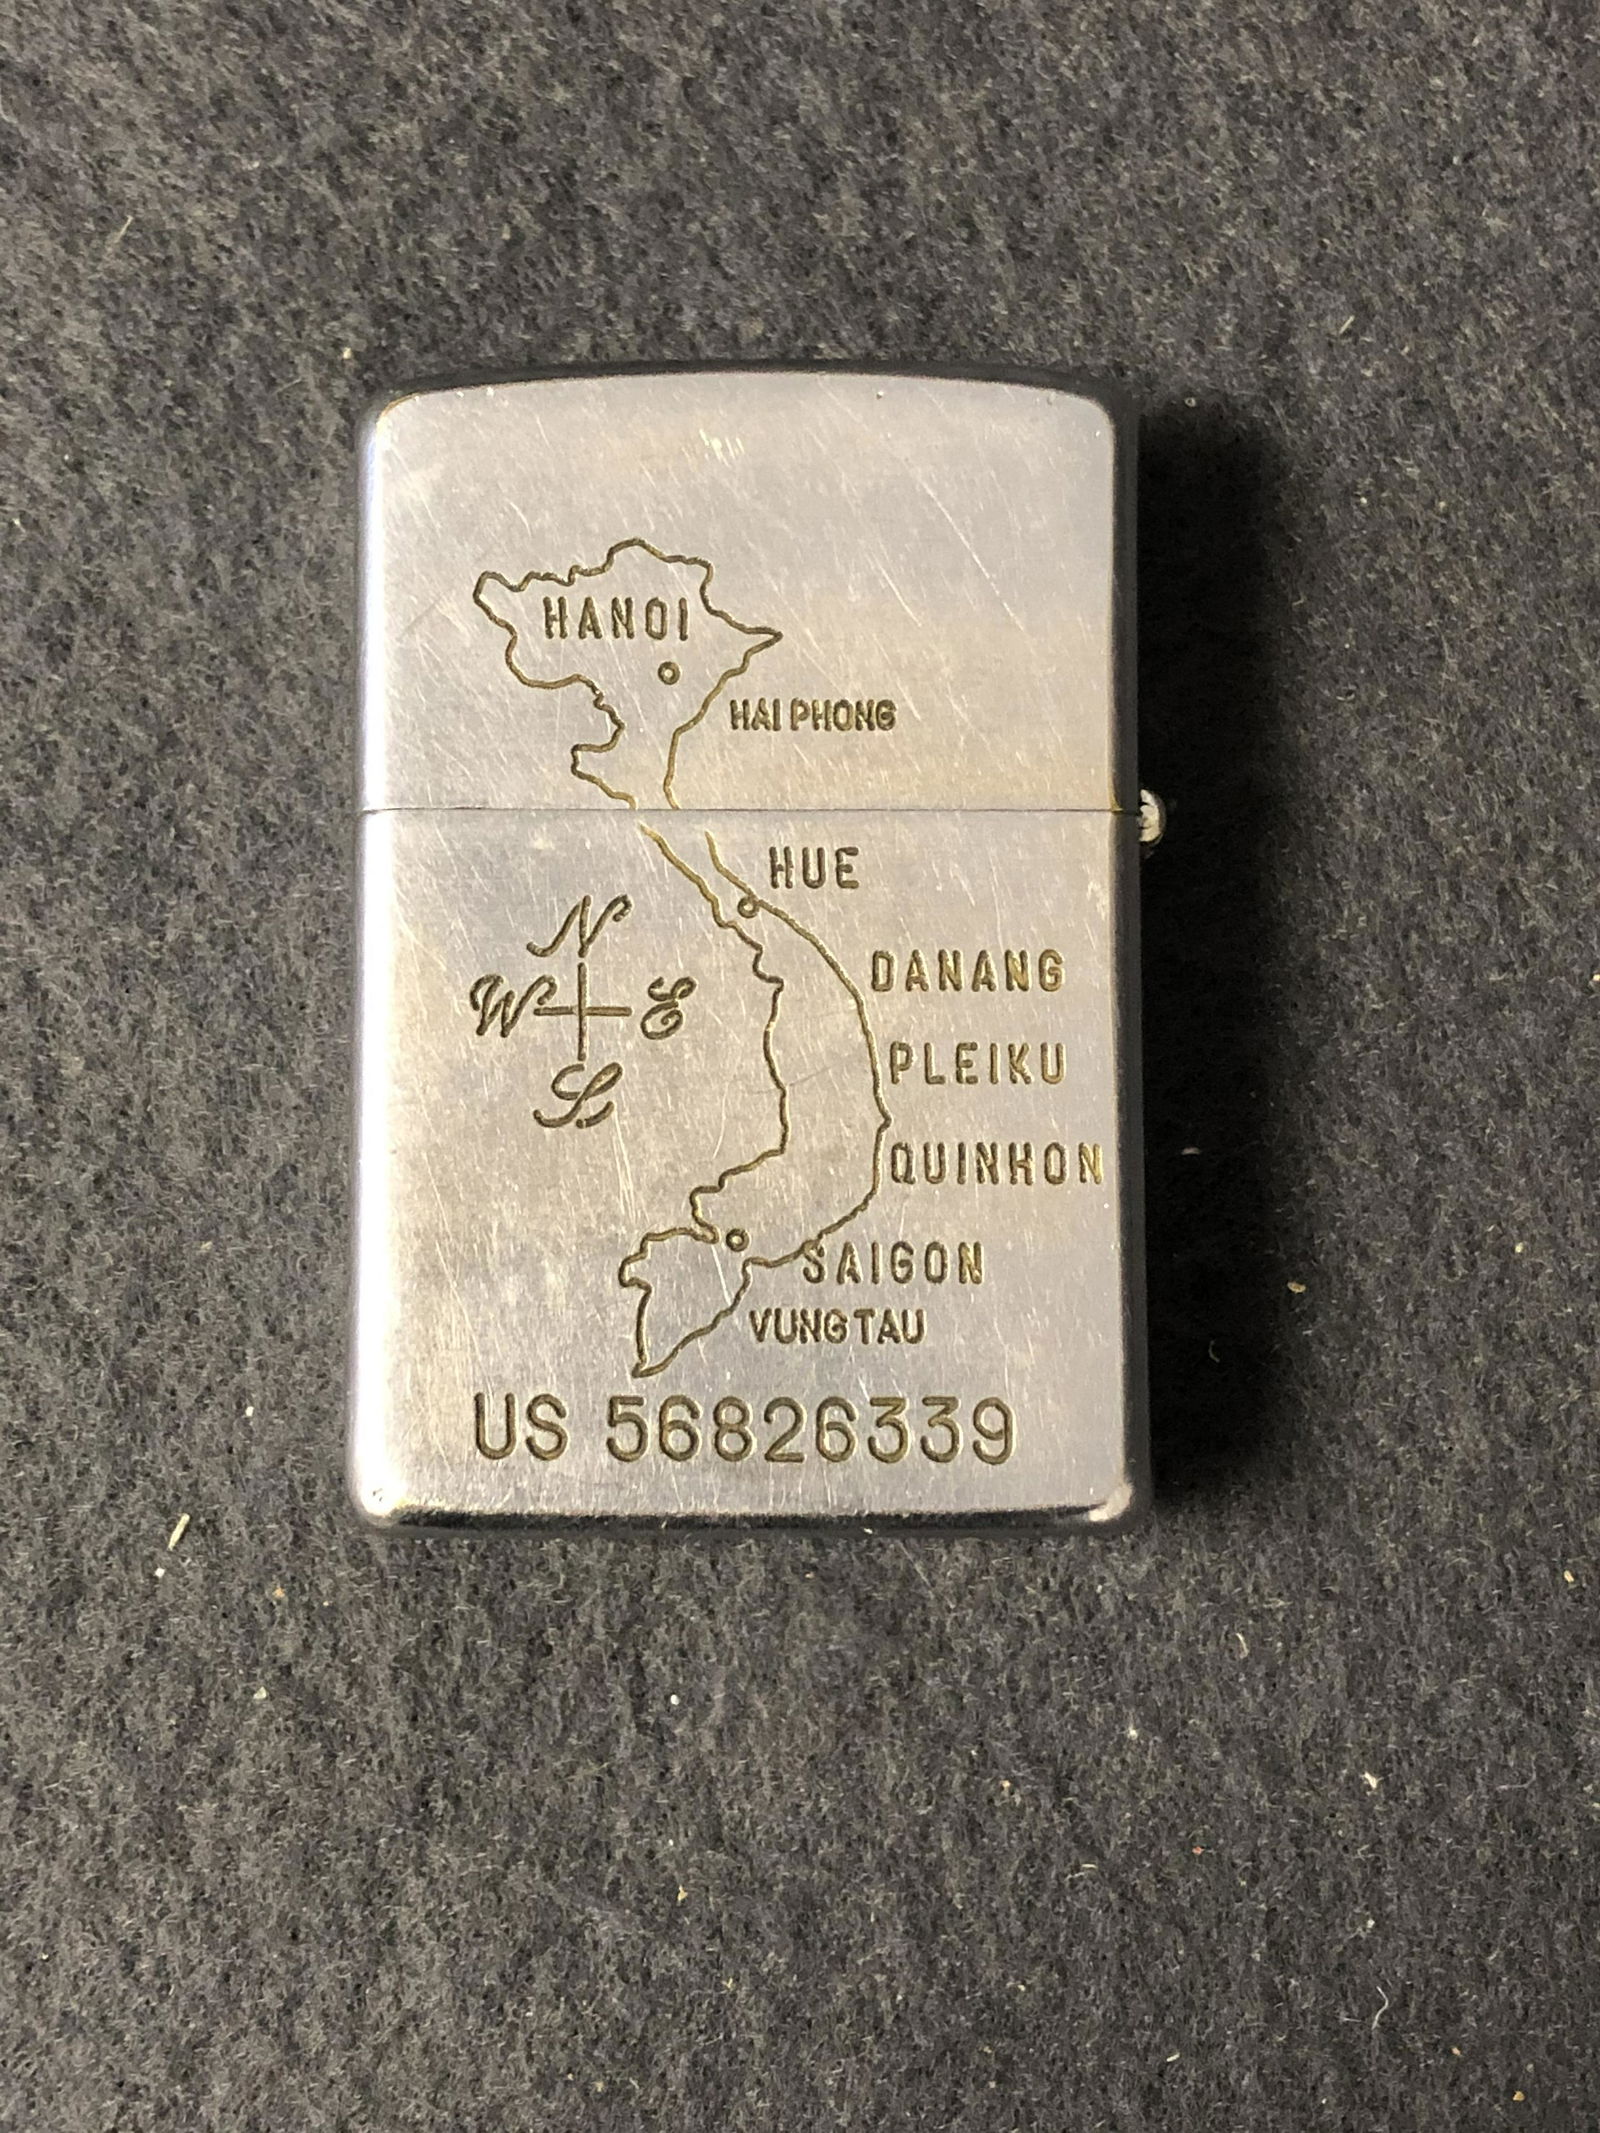 HANOI
HAI PHONG
HUE
N
W E
S
DANANG
PLEIKU
QUINHON
SAIGON
VUNG TAU
US 56826339